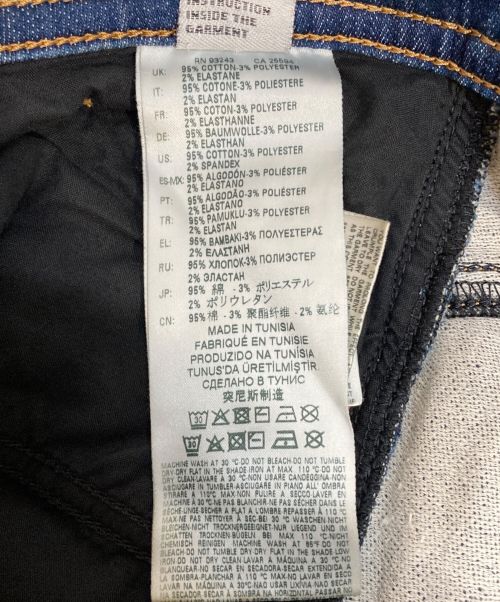 INSTRUCTION
INSIDE THE
GARMENT
RN 93243 CA 25594
UK: 95% COTTON-3% POLYESTER
2% ELASTANE
IT: 95% COTONE-3% POLIESTERE
2% ELASTAN
FR: 95% COTON-3% POLYESTER
2% ELASTHANNE
DE: 95% BAUMWOLLE-3% POLYESTER
2% ELASTHAN
US: 95% COTTON-3% POLYESTER
2% SPANDEX
ES-MX: 95% ALGODÓN-3% POLIÉSTER
2% ELASTANO
PT: 95% ALGODÃO-3% POLIÉSTER
2% ELASTANO
TR: 95% PAMUKLU-3% POLYESTER
2% ELASTAN
EL: 95% ΒΑΜΒΑΚΙ-3% ΠΟΛΥΕΣΤΕΡΑΣ
2% ΕΛΑΣΤΑΝΗ
RU: 95% ХЛОПОК-3% ПОЛИЭСТЕР
2% ЭЛАСТАН
JP: 95% 綿 -3% ポリエステル
2% ポリウレタン
CN: 95% 棉 -3% 聚酯纤维 -2% 氨纶
MADE IN TUNISIA
FABRIQUÉ EN TUNISIE
PRODUZIDO NA TUNÍSIA
TUNUS'DA ÜRETİLMİŞTİR.
СДЕЛАНО В ТУНИС
突尼斯制造
MACHINE WASH AT 30 °C-DO NOT BLEACH-DO NOT TUMBLE
DRY-DRY FLAT IN THE SHADE-IRON AT MAX 110 °C-DO NOT
DRY CLEAN-LAVARE A 30 °C-NON USARE CANDEGGINA-NON
ASCIUGARE IN TUMBLER-ASCIUGARE IN PIANO ALL' OMBRA
STIRARE A 110°C MAX-NON PULIRE A SECCO-LAVER EN
MACHINE À 30 °C-NE PAS BLANCHIR-NE PAS SÉCHER DANS LE
SÈCHE-LINGE-SÉCHER À PLAT À L'OMBRE REPASSER À 110°C
MAX-NE PAS NETTOYER À SEC-BEI 30 °C WASCHEN-NICHT
BLEICHEN-NICHT TROCKNERGEEIGNET-NUR LIEGEND UND IM
SCHATTEN TROCKNEN-BÜGELN BEI MAX 110 °C-NICHT
CHEMISCH REINIGEN MACHINE WASH AT 86°F-DO NOT
BLEACH-DO NOT TUMBLE DRY-DRY FLAT IN THE SHADE-LOW
IRON-DO NOT DRY CLEAN-LAVAR A MÁQUINA A 30 °C-NO
BLANQUEAR-NO SECAR EN SECADORA-SECAR EXTENDIDA A
LA SOMBRA-PLANCHAR A 110 °C MAX-NO LAVAR EN SECO